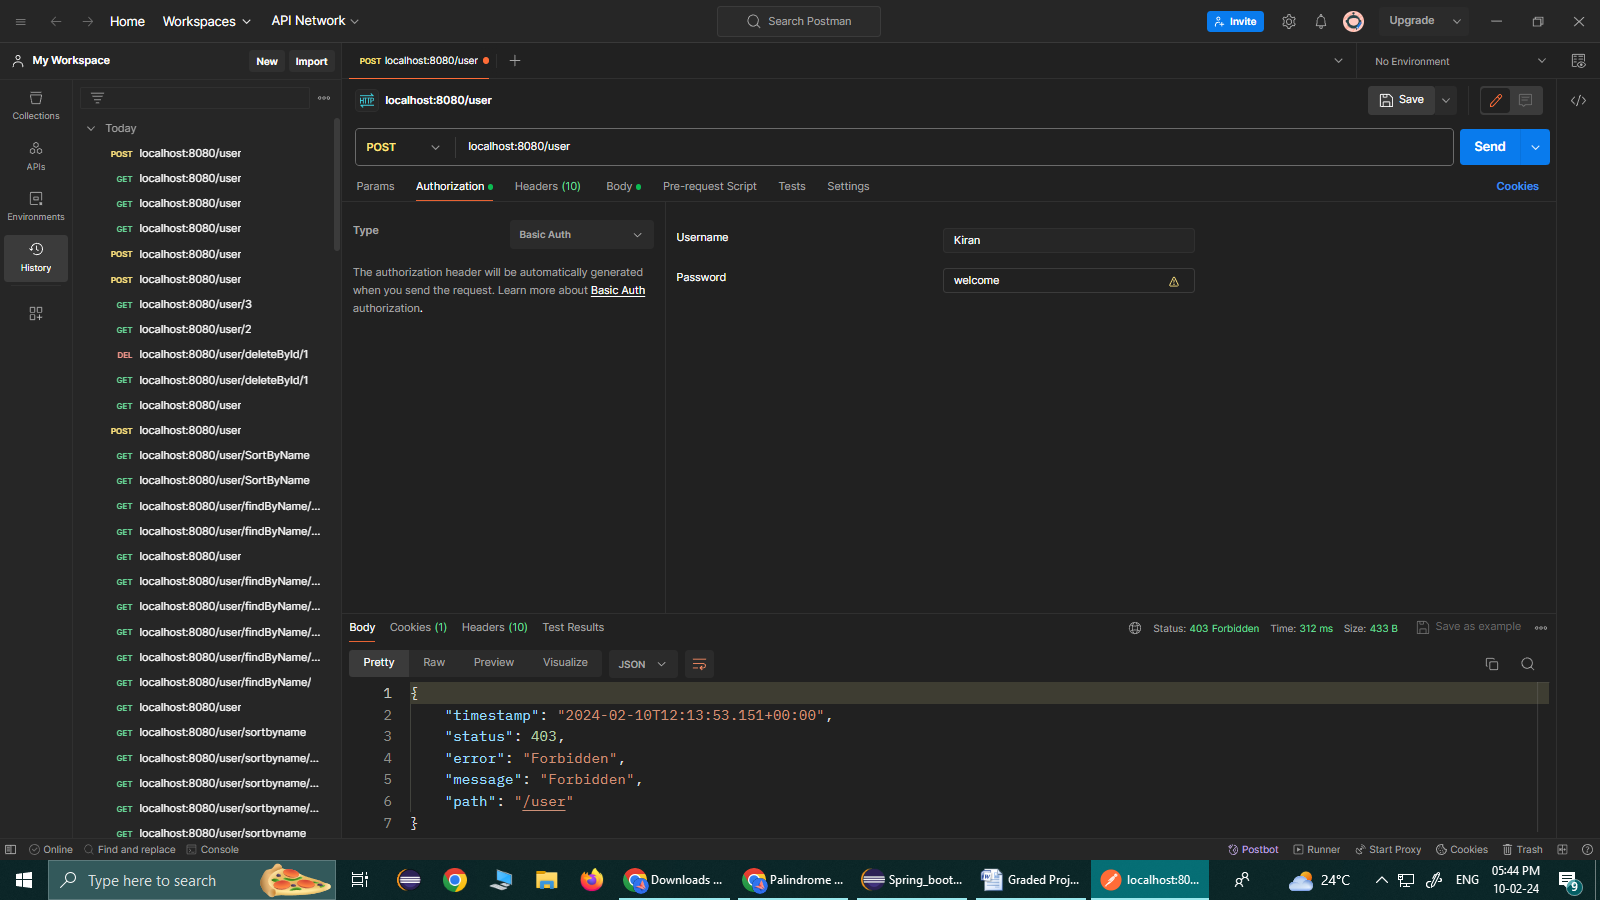 Home
Workspaces
API Network
Search Postman
Invite
Upgrade
My Workspace
New
Import
POST localhost:8080/user
No Environment
Collections
APIs
Environments
History
Today
POST localhost:8080/user
GET localhost:8080/user
GET localhost:8080/user
GET localhost:8080/user
POST localhost:8080/user
POST localhost:8080/user
GET localhost:8080/user/3
GET localhost:8080/user/2
DEL localhost:8080/user/deleteById/1
GET localhost:8080/user/deleteById/1
GET localhost:8080/user
POST localhost:8080/user
GET localhost:8080/user/SortByName
GET localhost:8080/user/SortByName
GET localhost:8080/user/findByName/...
GET localhost:8080/user/findByName/...
GET localhost:8080/user
GET localhost:8080/user/findByName/...
GET localhost:8080/user/findByName/...
GET localhost:8080/user/findByName/...
GET localhost:8080/user/findByName/...
GET localhost:8080/user/findByName/
GET localhost:8080/user
GET localhost:8080/user/sortbyname
GET localhost:8080/user/sortbyname/...
GET localhost:8080/user/sortbyname/...
GET localhost:8080/user/sortbyname/...
GET localhost:8080/user/sortbyname
HTTP localhost:8080/user
Save
POST localhost:8080/user
Send
Params Authorization Headers (10) Body Pre-request Script Tests Settings
Cookies
Type
Basic Auth
The authorization header will be automatically generated
when you send the request. Learn more about Basic Auth
authorization.
Username
Kiran
Password
welcome
Body Cookies (1) Headers (10) Test Results
Status: 403 Forbidden Time: 312 ms Size: 433 B
Save as example
Pretty Raw Preview Visualize JSON
1 {
2 "timestamp": "2024-02-10T12:13:53.151+00:00",
3 "status": 403,
4 "error": "Forbidden",
5 "message": "Forbidden",
6 "path": "/user"
7 }
Online
Find and replace
Console
Postbot
Runner
Start Proxy
Cookies
Trash
Type here to search
Downloads ...
Palindrome ...
Spring_boot...
Graded Proj...
localhost:80...
24°C
ENG
05:44 PM
10-02-24
9